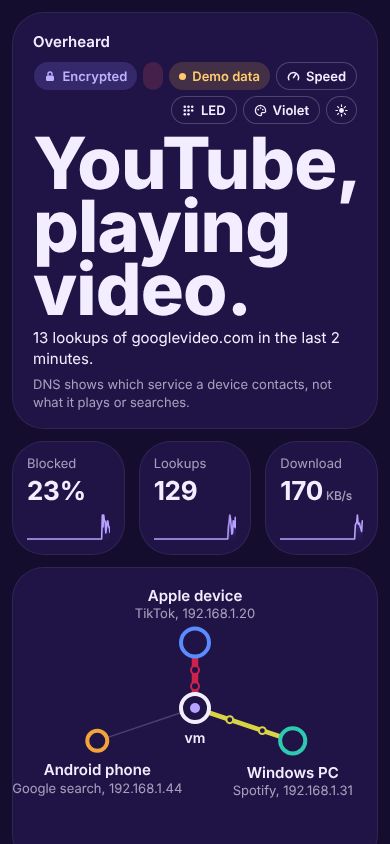 Overheard
Encrypted
Demo data
Speed
LED
Violet
YouTube,
playing
video.
13 lookups of googlevideo.com in the last 2
minutes.
DNS shows which service a device contacts, not
what it plays or searches.
Blocked
23%
Lookups
129
Download
170 KB/s
Apple device
TikTok, 192.168.1.20
vm
Android phone
Google search, 192.168.1.44
Windows PC
Spotify, 192.168.1.31